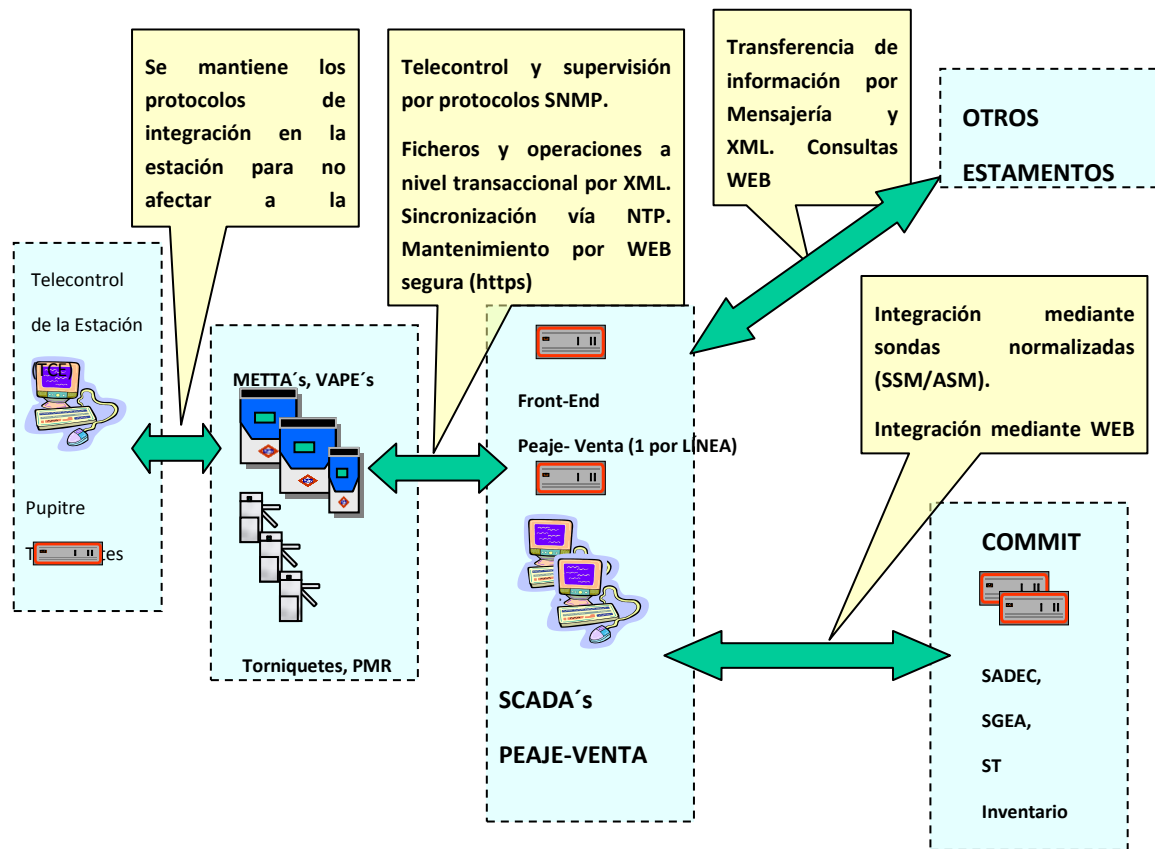 Se mantiene los
protocolos de
integración en la
estación para no
afectar a la
Telecontrol y supervisión
por protocolos SNMP.
Ficheros y operaciones a
nivel transaccional por XML.
Sincronización vía NTP.
Mantenimiento por WEB
segura (https)
Transferencia de
información por
Mensajería y
XML. Consultas
WEB
OTROS
ESTAMENTOS
Telecontrol
de la Estación
TCE
Pupitre
METTA´s, VAPE´s
Torniquetes, PMR
Front-End
Peaje- Venta (1 por LÍNEA)
SCADA´s
PEAJE-VENTA
Integración mediante
sondas normalizadas
(SSM/ASM).
Integración mediante WEB
COMMIT
SADEC,
SGEA,
ST
Inventario